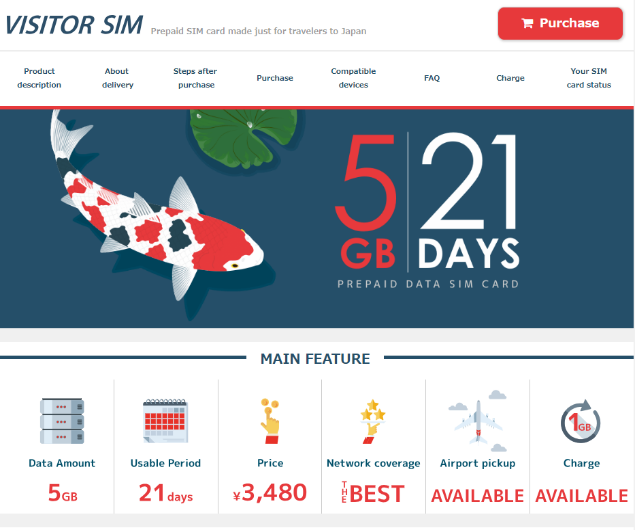 VISITOR SIM Prepaid SIM card made just for travelers to Japan
Purchase
Product description
About delivery
Steps after purchase
Purchase
Compatible devices
FAQ
Charge
Your SIM card status
5 GB
21 DAYS
PREPAID DATA SIM CARD
MAIN FEATURE
1GB
Data Amount
Usable Period
Price
Network coverage
Airport pickup
Charge
5GB
21 days
¥3,480
THE BEST
AVAILABLE
AVAILABLE